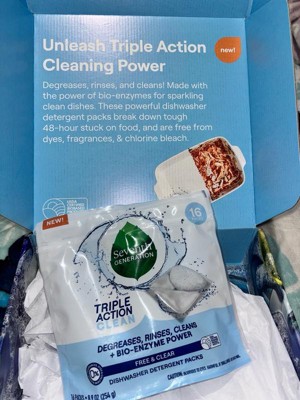 Unleash Triple Action
Cleaning Power
new!
Degreases, rinses, and cleans! Made with
the power of bio-enzymes for sparkling
clean dishes. These powerful dishwasher
detergent packs break down tough
48-hour stuck on food, and are free from
dyes, fragrances, & chlorine bleach.
USDA
NEW!
16
Seventh
GENERATION
TRIPLE
ACTION
CLEAN
DEGREASES, RINSES, CLEANS
+ BIO-ENZYME POWER
FREE & CLEAR
DISHWASHER DETERGENT PACKS